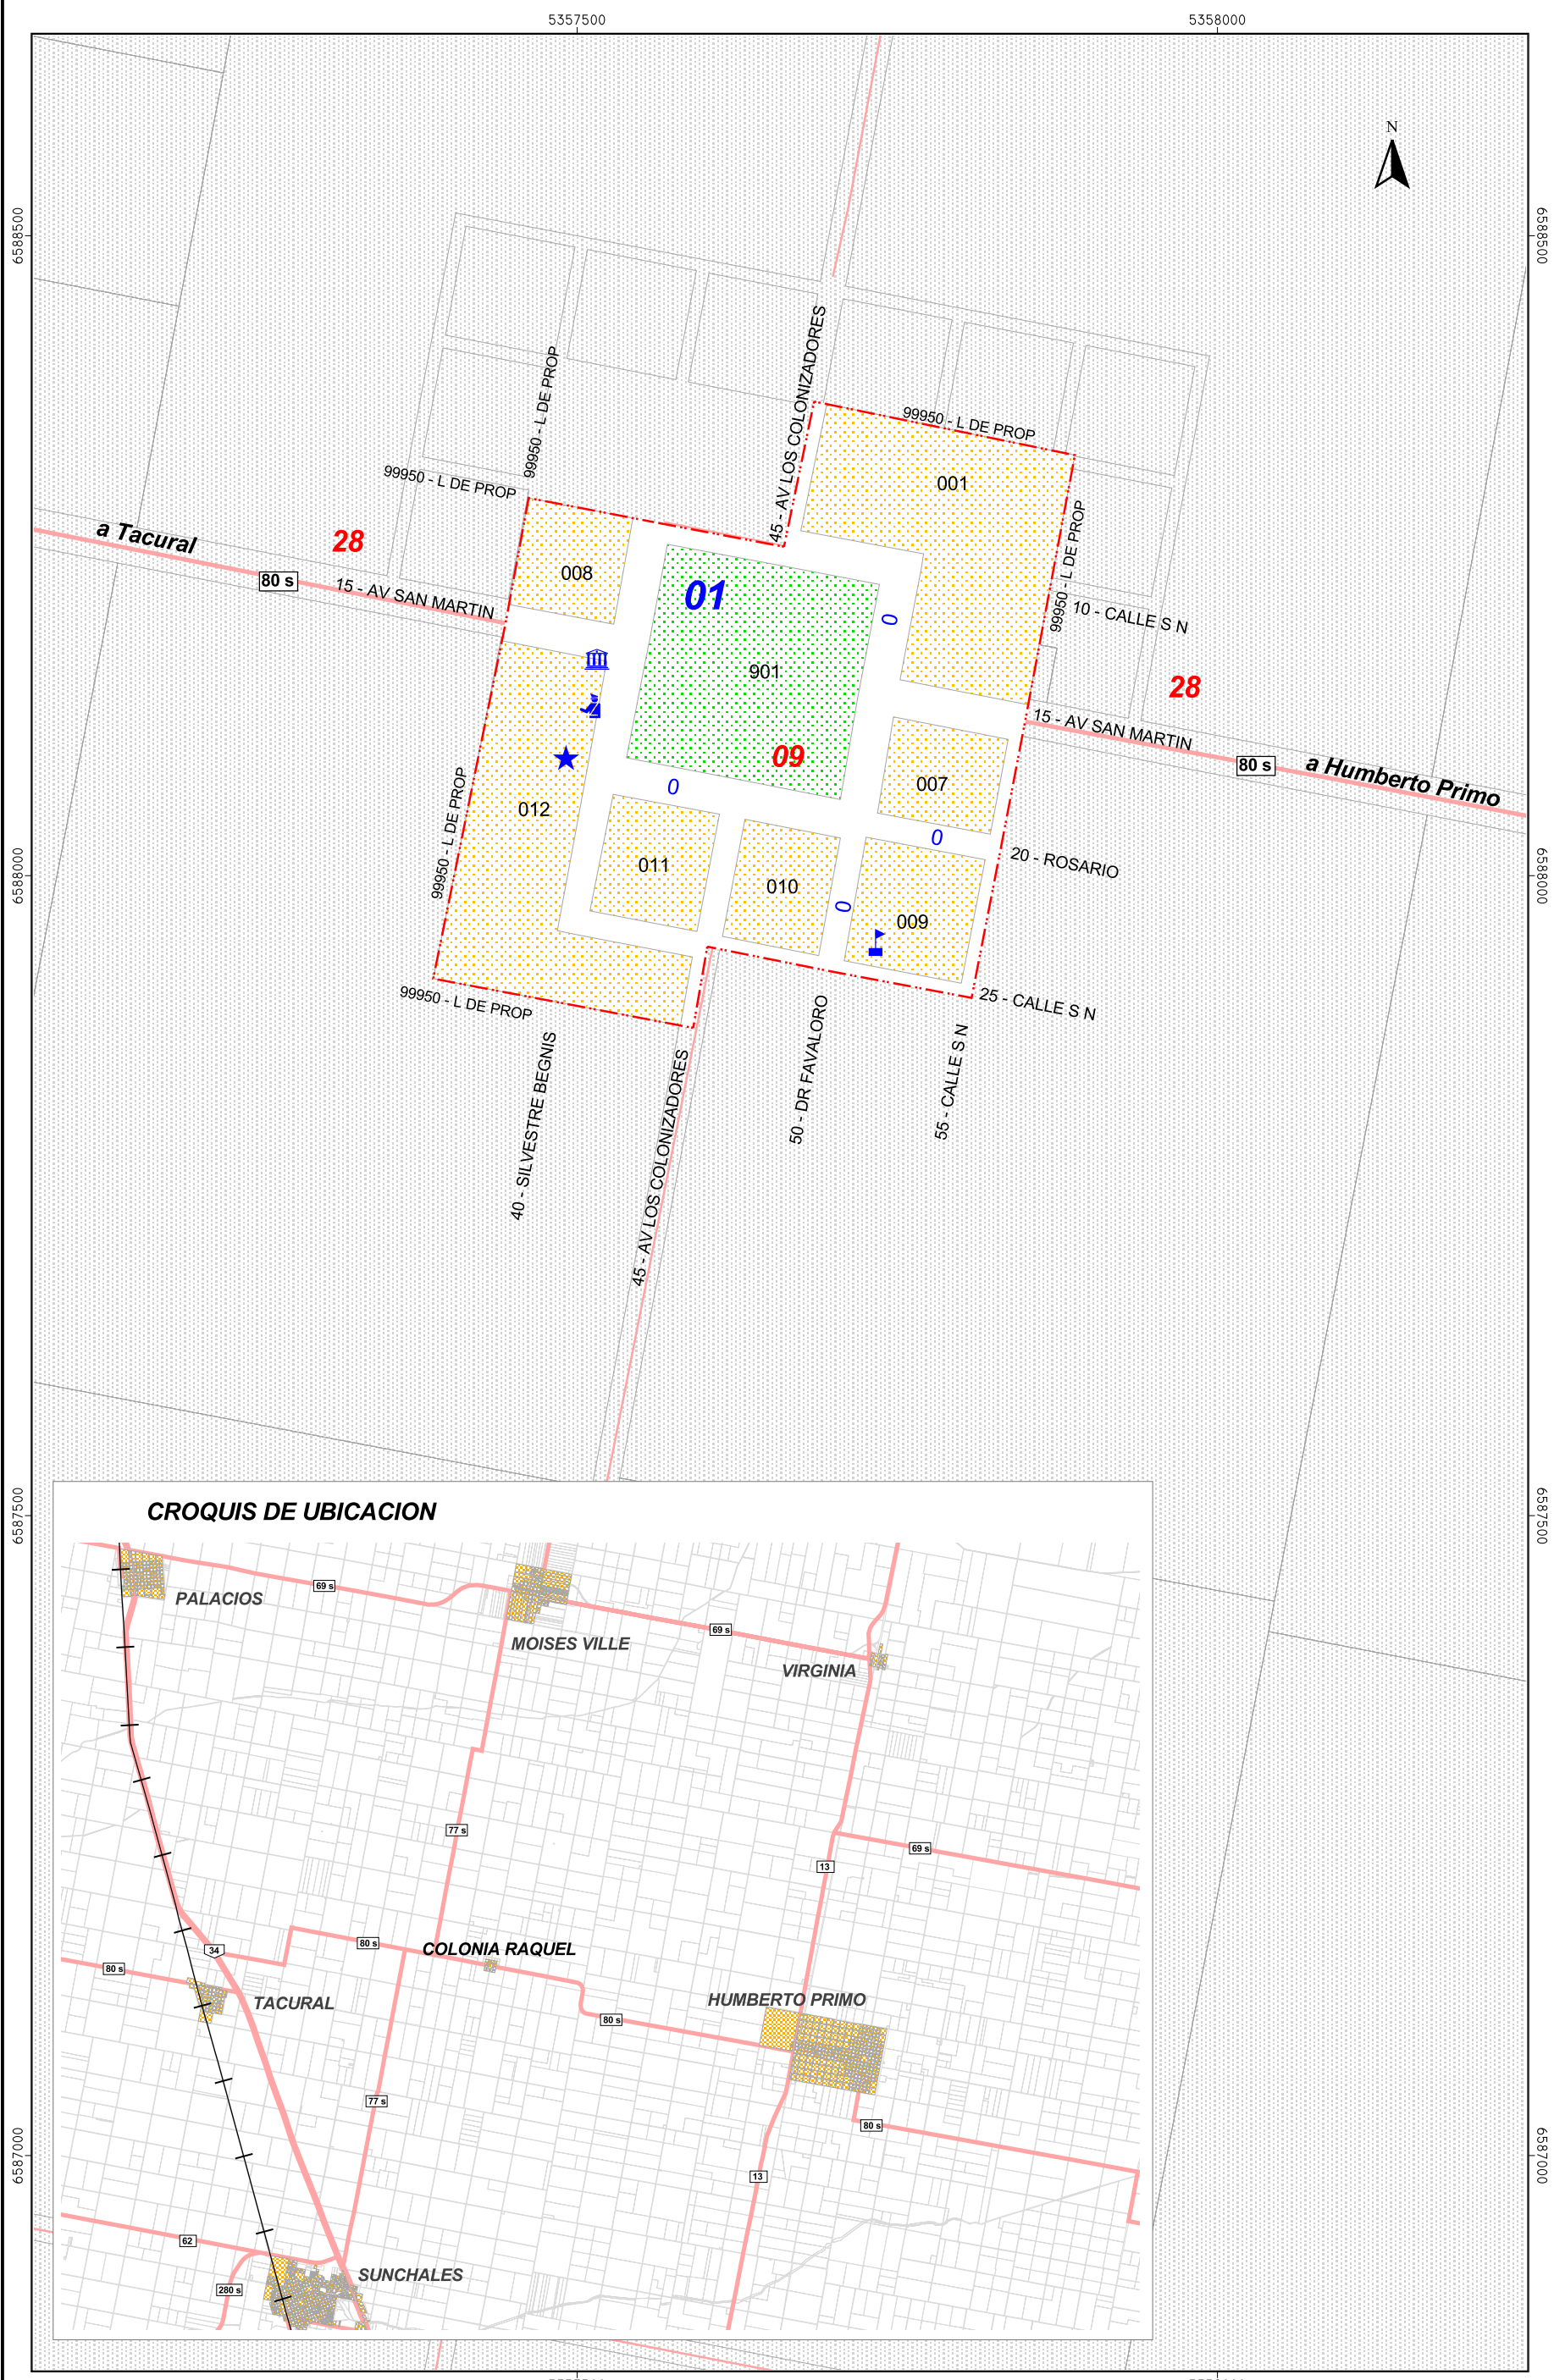 5357500
5358000
N
6588500
6588500
45 - AV LOS COLONIZADORES
99950 - L DE PROP
99950 - L DE PROP
99950 - L DE PROP
001
a Tacural
28
80 s
15 - AV SAN MARTIN
008
01
0
99950 - L DE PROP
10 - CALLE S N
901
28
15 - AV SAN MARTIN
80 s
a Humberto Primo
09
007
0
012
99950 - L DE PROP
0
20 - ROSARIO
011
010
0
009
6588000
6588000
99950 - L DE PROP
25 - CALLE S N
40 - SILVESTRE BEGNIS
45 - AV LOS COLONIZADORES
50 - DR FAVALORO
55 - CALLE S N
6587500
6587500
CROQUIS DE UBICACION
PALACIOS
69 s
MOISES VILLE
69 s
VIRGINIA
77 s
13
69 s
34
80 s
80 s
COLONIA RAQUEL
TACURAL
HUMBERTO PRIMO
80 s
77 s
80 s
13
6587000
6587000
62
280 s
SUNCHALES